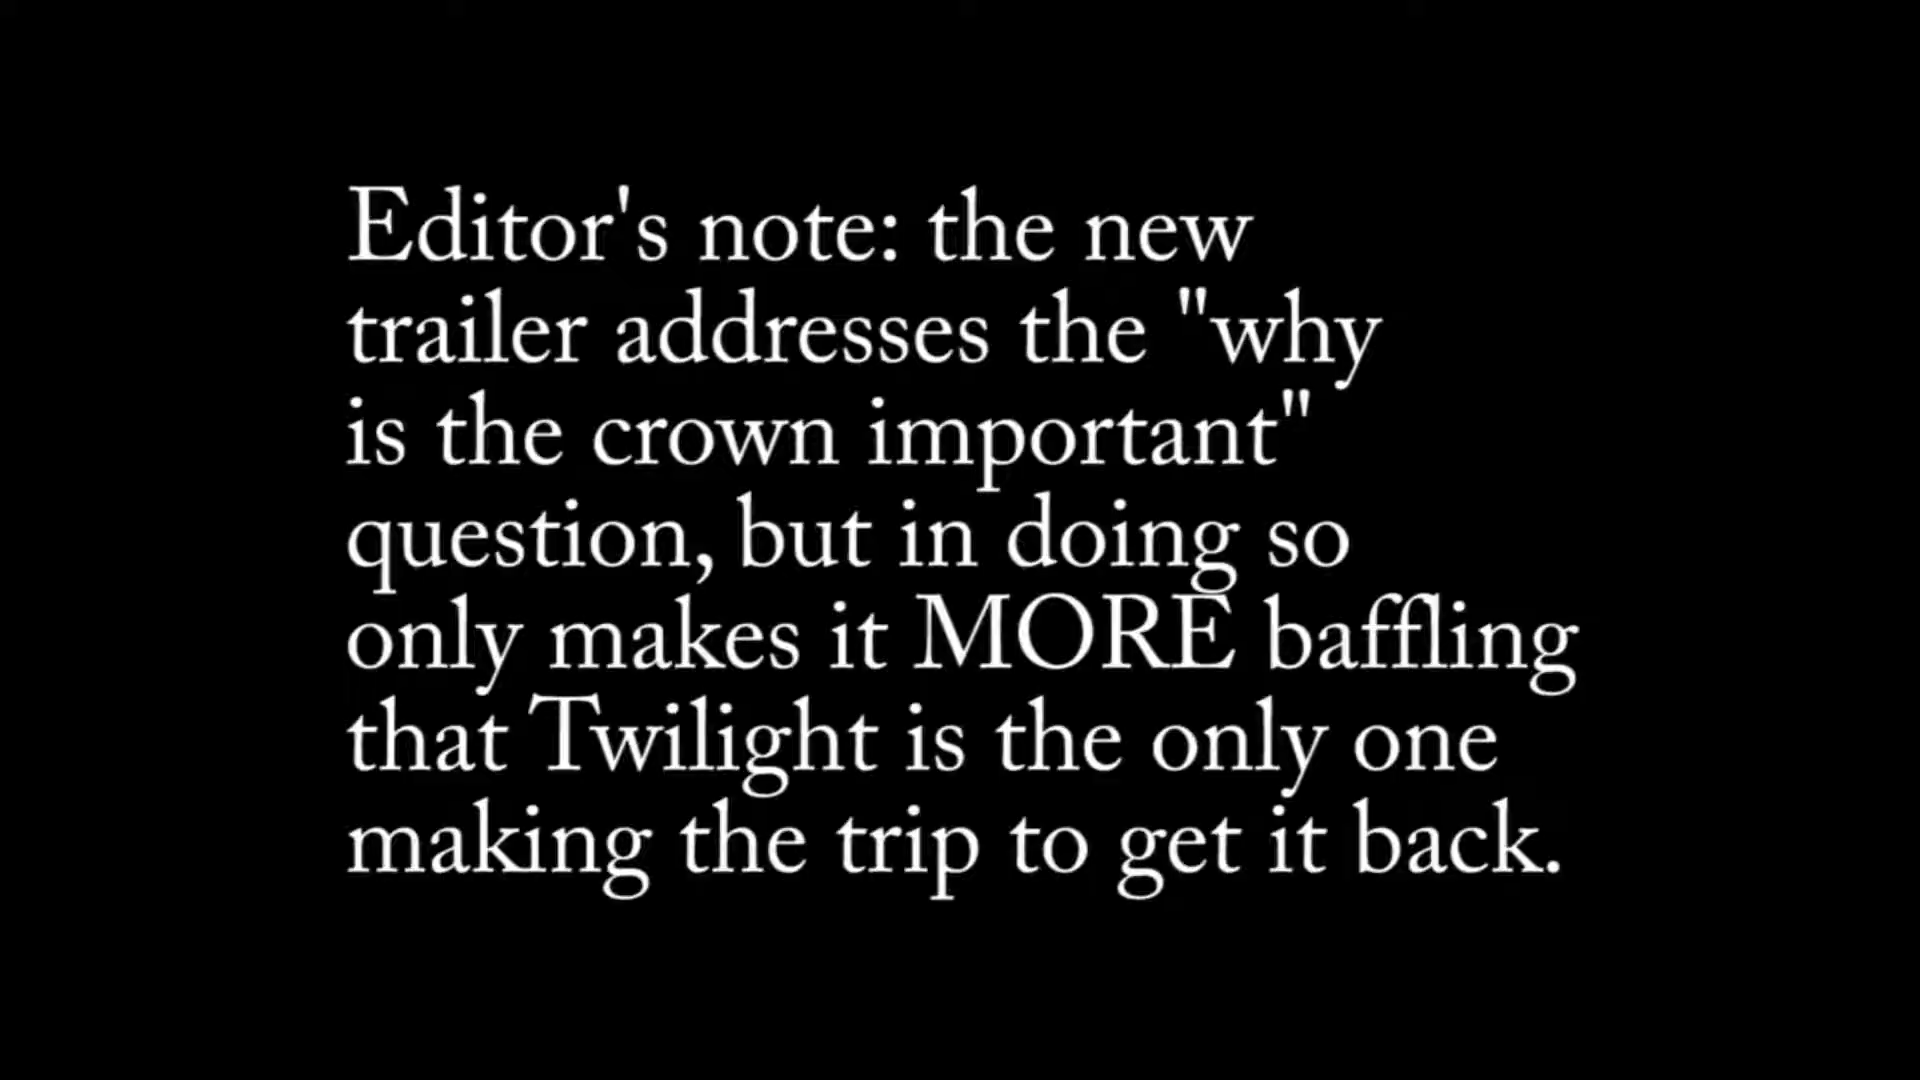 Editor's note: the new
trailer addresses the "why
is the crown important"
question, but in doing so
only makes it MORE baffling
that Twilight is the only one
making the trip to get it back.